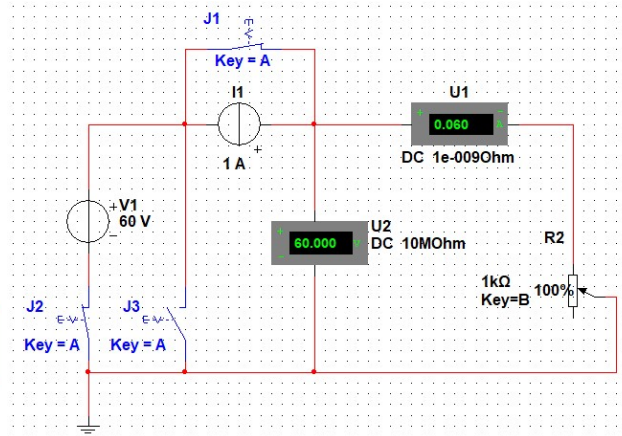 J1
Key = A
I1
1 A
+
U1
+ -
0.060 A
DC 1e-009Ohm
+
V1
60 V
-
U2
+
60.000 V
-
DC 10MOhm
R2
1kΩ
Key=B
100%
J2
Key = A
J3
Key = A